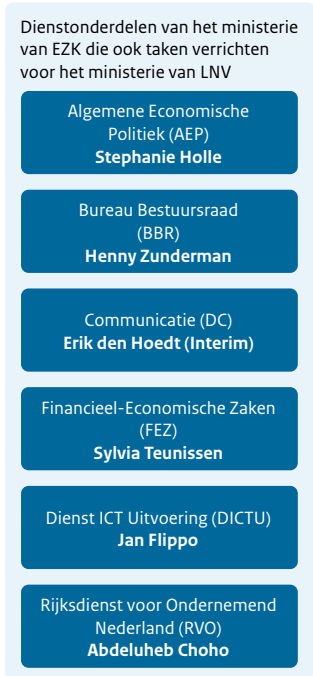 Dienstonderdelen van het ministerie
van EZK die ook taken verrichten
voor het ministerie van LNV
Algemene Economische
Politiek (AEP)
Stephanie Holle
Bureau Bestuursraad
(BBR)
Henny Zunderman
Communicatie (DC)
Erik den Hoedt (Interim)
Financieel-Economische Zaken
(FEZ)
Sylvia Teunissen
Dienst ICT Uitvoering (DICTU)
Jan Flippo
Rijksdienst voor Ondernemend
Nederland (RVO)
Abdeluheb Choho